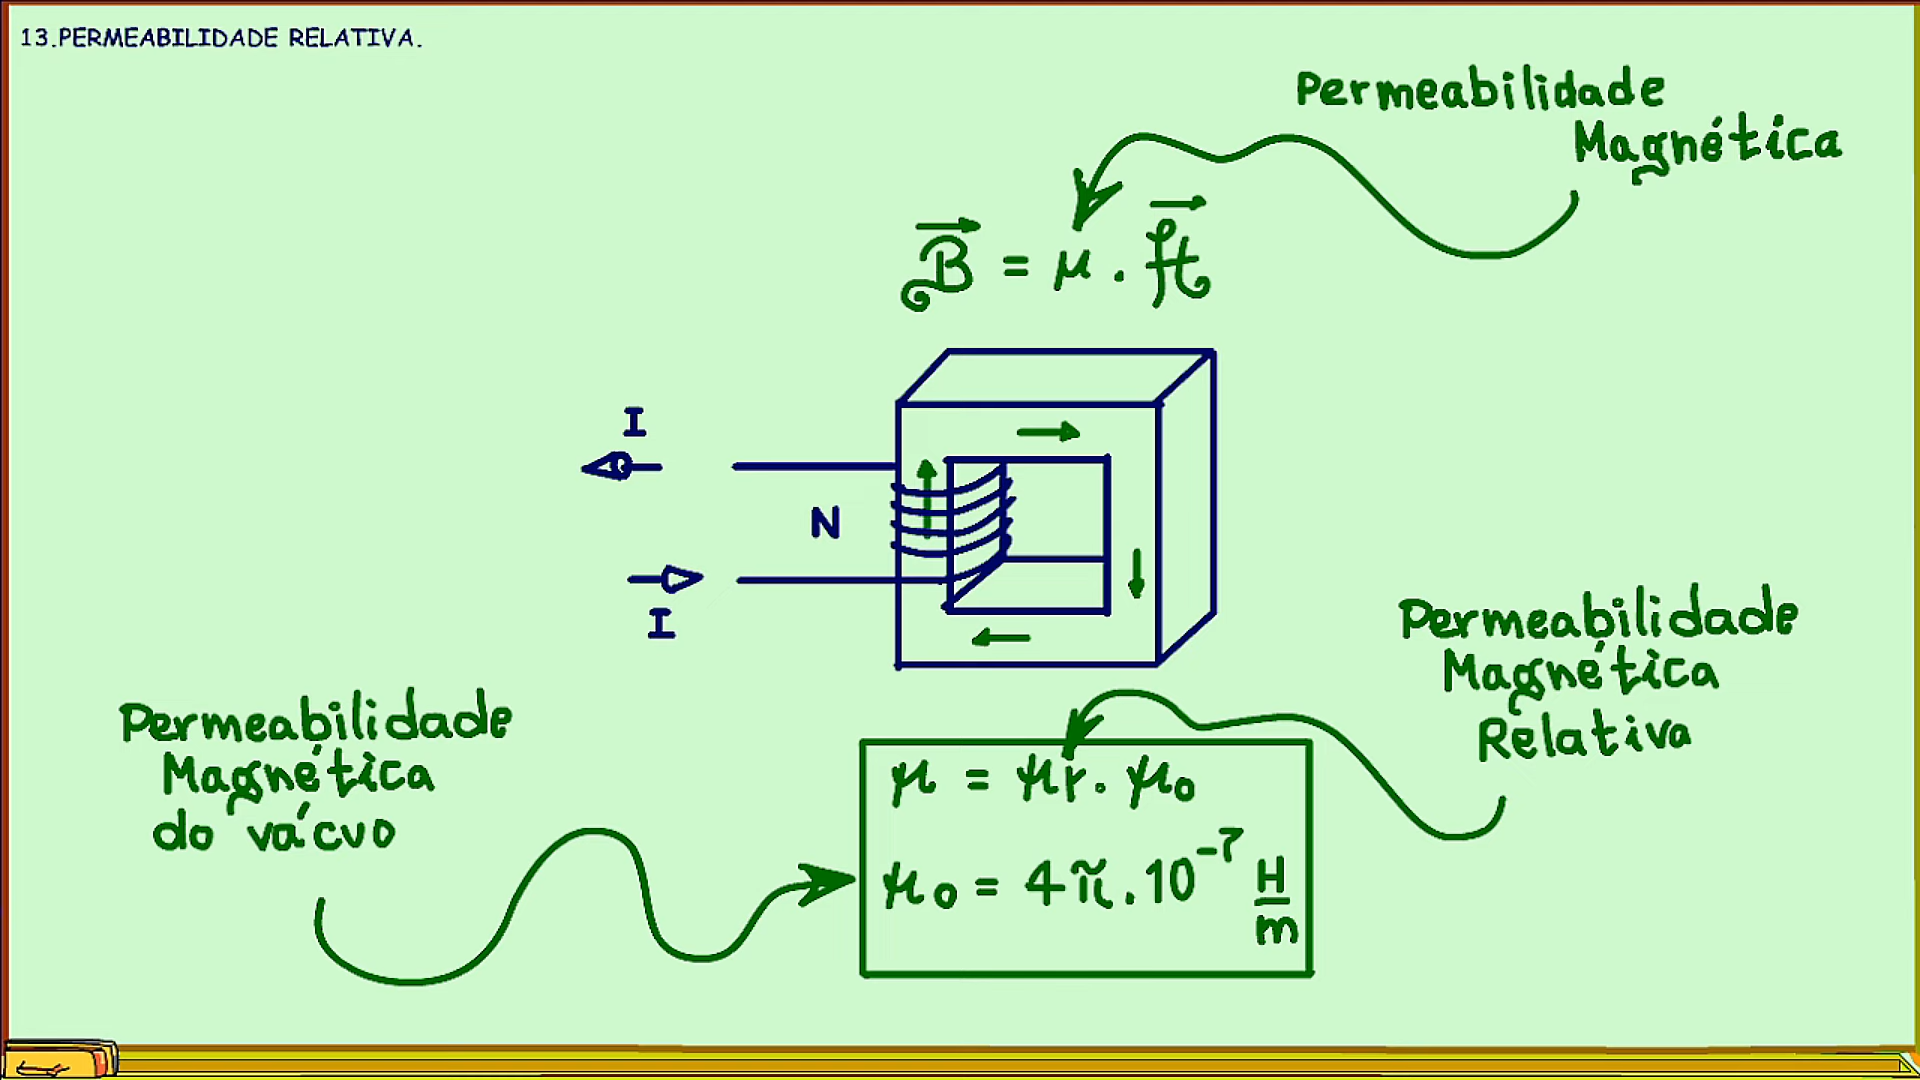 13.PERMEABILIDADE RELATIVA.
Permeabilidade
Magnética
B = μ . H
I
N
I
Permeabilidade
Magnética
Relativa
Permeabilidade
Magnética
do vácuo
μ = μr. μ0
μ0 = 4π.10⁻⁷ H/m